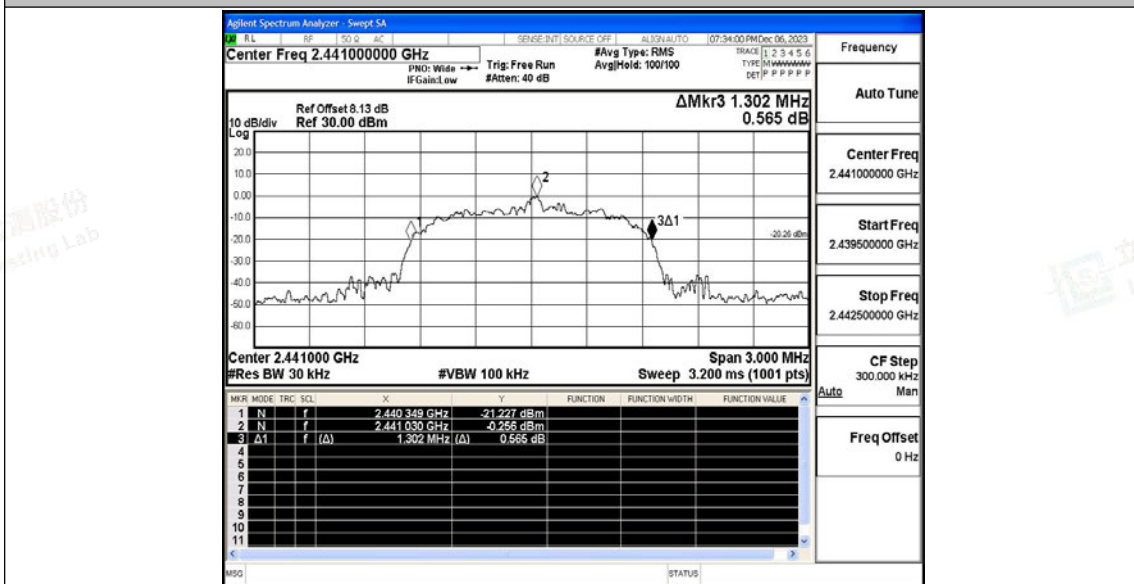 Agilent Spectrum Analyzer - Swept SA
RL RF 50 Ω AC SENSE:INT SOURCE OFF ALIGN AUTO 07:34:00 PM Dec 06, 2023
Center Freq 2.441000000 GHz
#Avg Type: RMS
TRACE 1 2 3 4 5 6
PNO: Wide
Trig: Free Run
Avg|Hold: 100/100
TYPE M
IFGain:Low
#Atten: 40 dB
DET P P P P P P
ΔMkr3 1.302 MHz
Ref Offset 8.13 dB
0.565 dB
10 dB/div
Ref 30.00 dBm
Log
20.0
10.0
0.00
-10.0
-20.0
-30.0
-40.0
-50.0
-60.0
1
2
3Δ1
-20.26 dBm
Center 2.441000 GHz
Span 3.000 MHz
#Res BW 30 kHz
#VBW 100 kHz
Sweep 3.200 ms (1001 pts)
MKR MODE TRC SCL X Y FUNCTION FUNCTION WIDTH FUNCTION VALUE
1 N f 2.440 349 GHz -21.227 dBm
2 N f 2.441 030 GHz -0.256 dBm
3 Δ1 f (Δ) 1.302 MHz (Δ) 0.565 dB
4
5
6
7
8
9
10
11
MSG
STATUS
Frequency
Auto Tune
Center Freq
2.441000000 GHz
Start Freq
2.439500000 GHz
Stop Freq
2.442500000 GHz
CF Step
300.000 kHz
Auto Man
Freq Offset
0 Hz
测股份
sting Lab
立